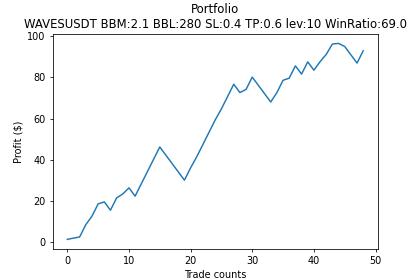 Portfolio
WAVESUSDT BBM:2.1 BBL:280 SL:0.4 TP:0.6 lev:10 WinRatio:69.0
100
80
60
40
20
0
Profit ($)
0 10 20 30 40 50
Trade counts